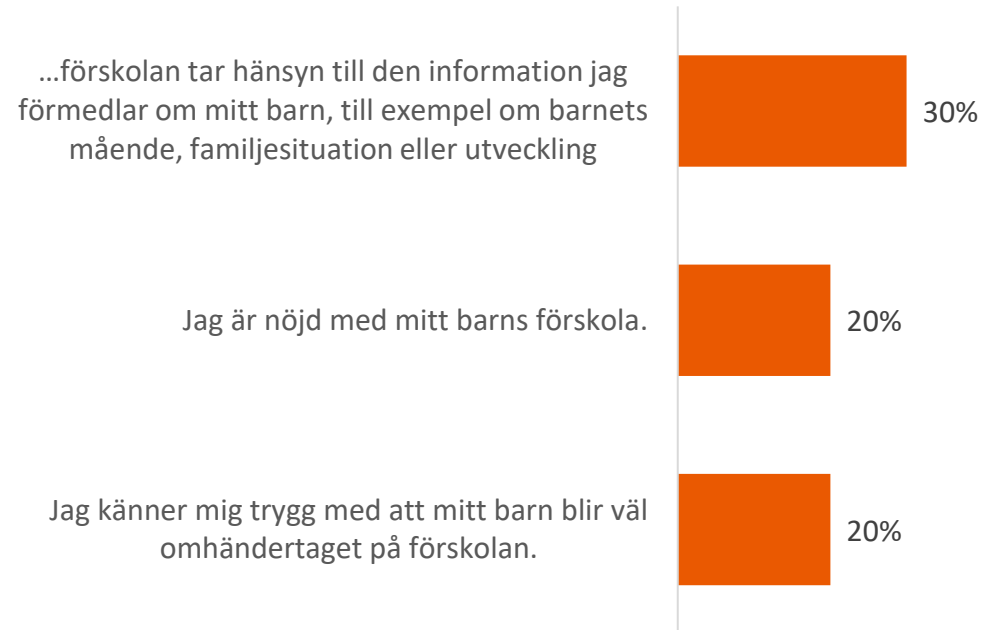 …förskolan tar hänsyn till den information jag
förmedlar om mitt barn, till exempel om barnets
mående, familjesituation eller utveckling
30%
Jag är nöjd med mitt barns förskola.
20%
Jag känner mig trygg med att mitt barn blir väl
omhändertaget på förskolan.
20%